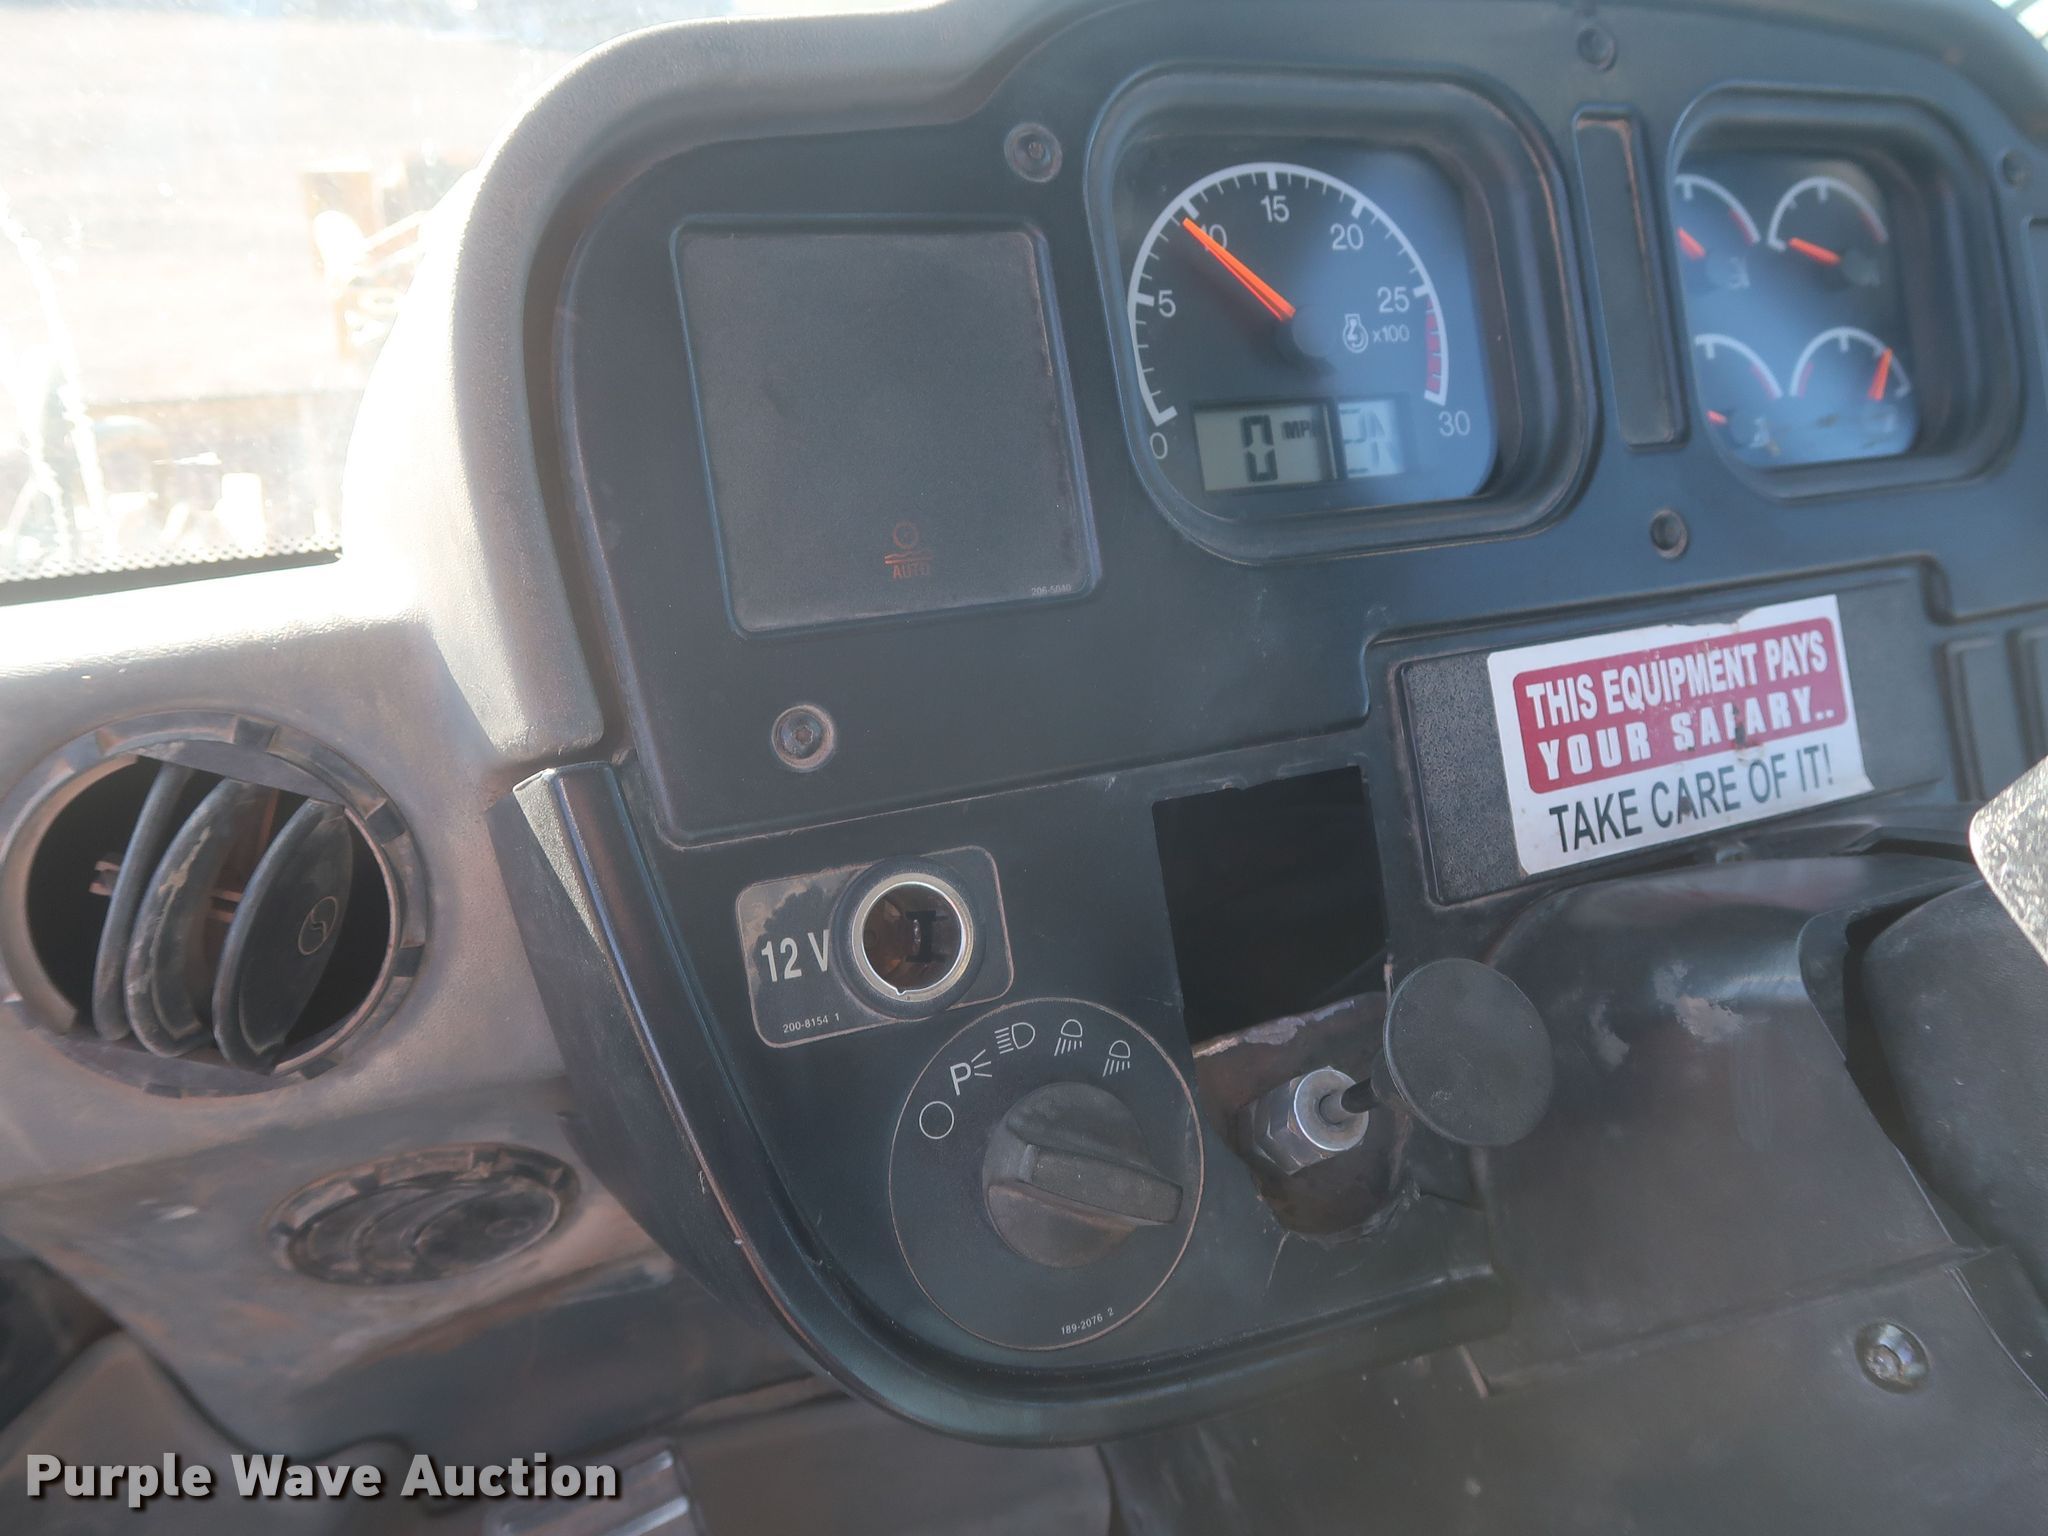 0
5
10
15
20
25
30
x100
0 MPH
AUTO
206-5040
THIS EQUIPMENT PAYS
YOUR SALARY..
TAKE CARE OF IT!
12 V
200-8154 1
P
189-2076 2
Purple Wave Auction